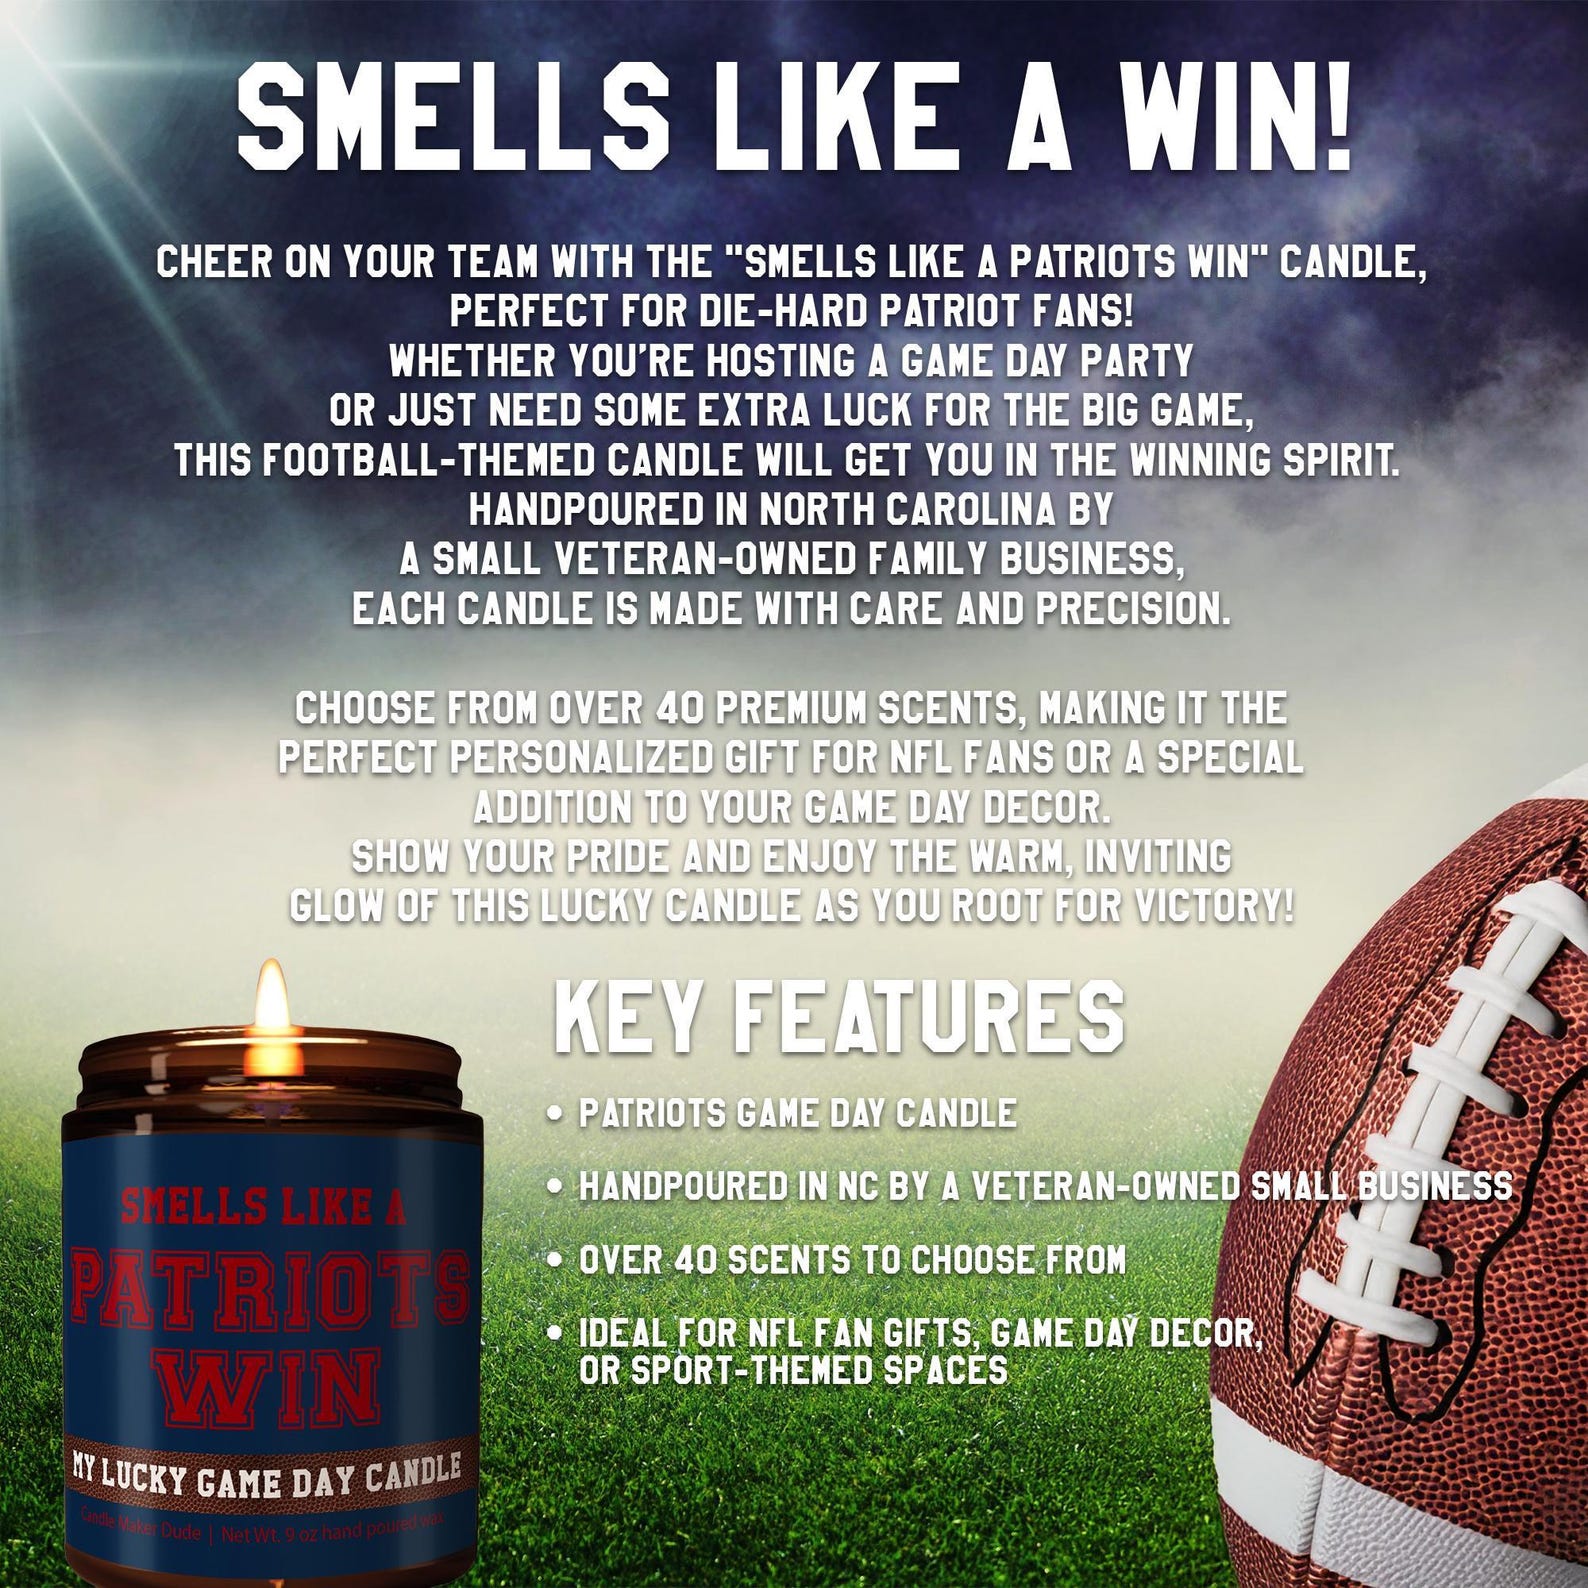 SMELLS LIKE A WIN!
CHEER ON YOUR TEAM WITH THE "SMELLS LIKE A PATRIOTS WIN" CANDLE,
PERFECT FOR DIE-HARD PATRIOT FANS!
WHETHER YOU'RE HOSTING A GAME DAY PARTY
OR JUST NEED SOME EXTRA LUCK FOR THE BIG GAME,
THIS FOOTBALL-THEMED CANDLE WILL GET YOU IN THE WINNING SPIRIT.
HANDPOURED IN NORTH CAROLINA BY
A SMALL VETERAN-OWNED FAMILY BUSINESS,
EACH CANDLE IS MADE WITH CARE AND PRECISION.
CHOOSE FROM OVER 40 PREMIUM SCENTS, MAKING IT THE
PERFECT PERSONALIZED GIFT FOR NFL FANS OR A SPECIAL
ADDITION TO YOUR GAME DAY DECOR.
SHOW YOUR PRIDE AND ENJOY THE WARM, INVITING
GLOW OF THIS LUCKY CANDLE AS YOU ROOT FOR VICTORY!
KEY FEATURES
• PATRIOTS GAME DAY CANDLE
• HANDPOURED IN NC BY A VETERAN-OWNED SMALL BUSINESS
• OVER 40 SCENTS TO CHOOSE FROM
• IDEAL FOR NFL FAN GIFTS, GAME DAY DECOR,
OR SPORT-THEMED SPACES
SMELLS LIKE A
PATRIOTS
WIN
MY LUCKY GAME DAY CANDLE
Candle Maker Dude | Net Wt. 9 oz hand poured wax